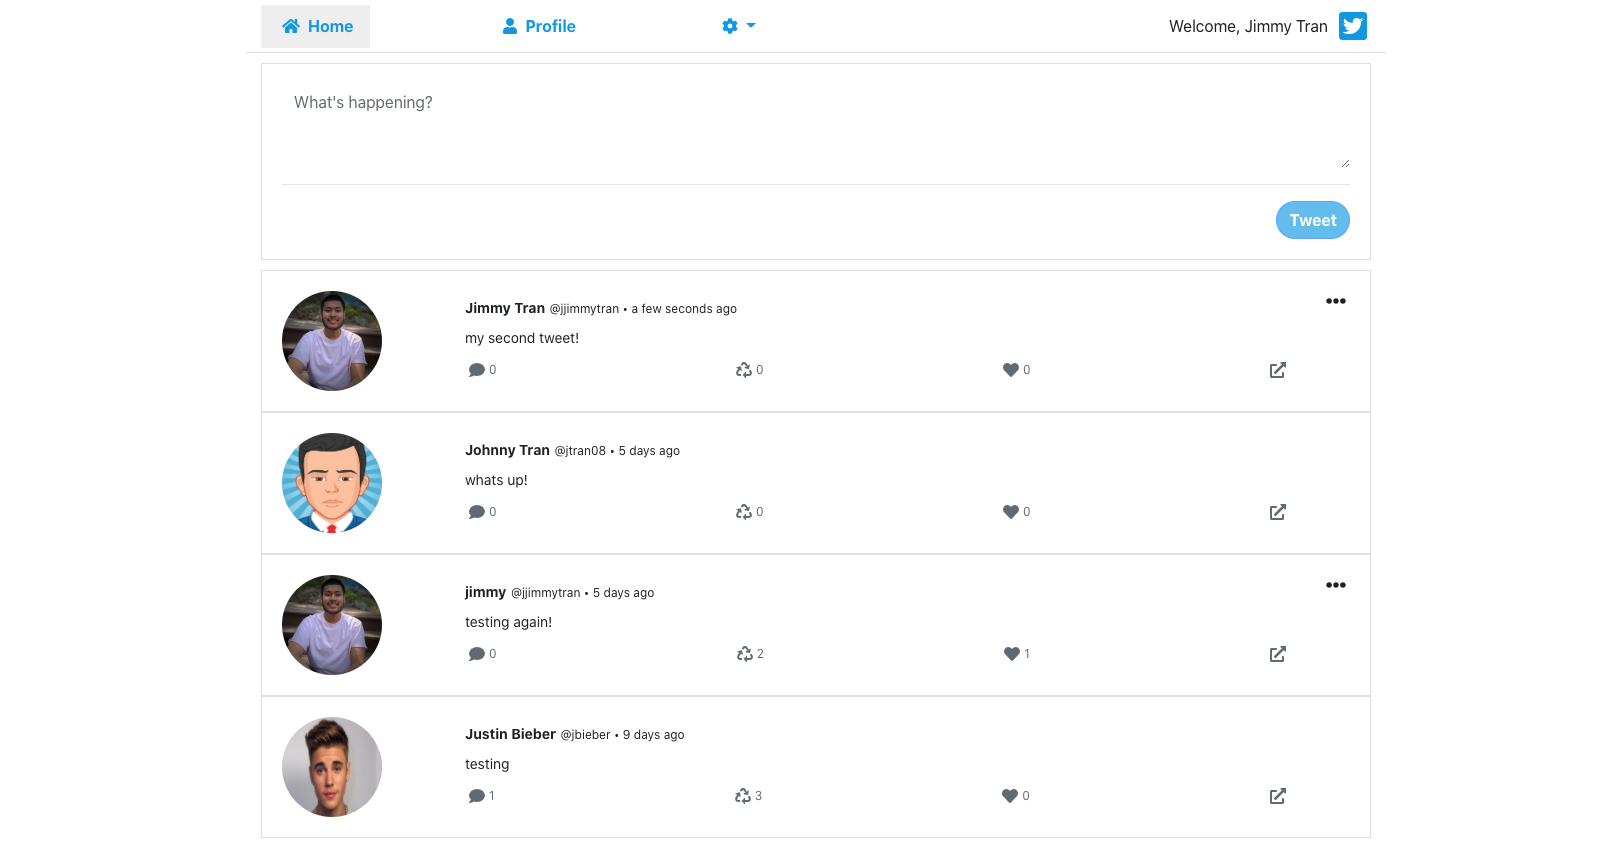 Home Profile Welcome, Jimmy Tran
What's happening?
Tweet
Jimmy Tran @jjimmytran • a few seconds ago
my second tweet!
0 0 0
Johnny Tran @jtran08 • 5 days ago
whats up!
0 0 0
jimmy @jjimmytran • 5 days ago
testing again!
0 2 1
Justin Bieber @jbieber • 9 days ago
testing
1 3 0